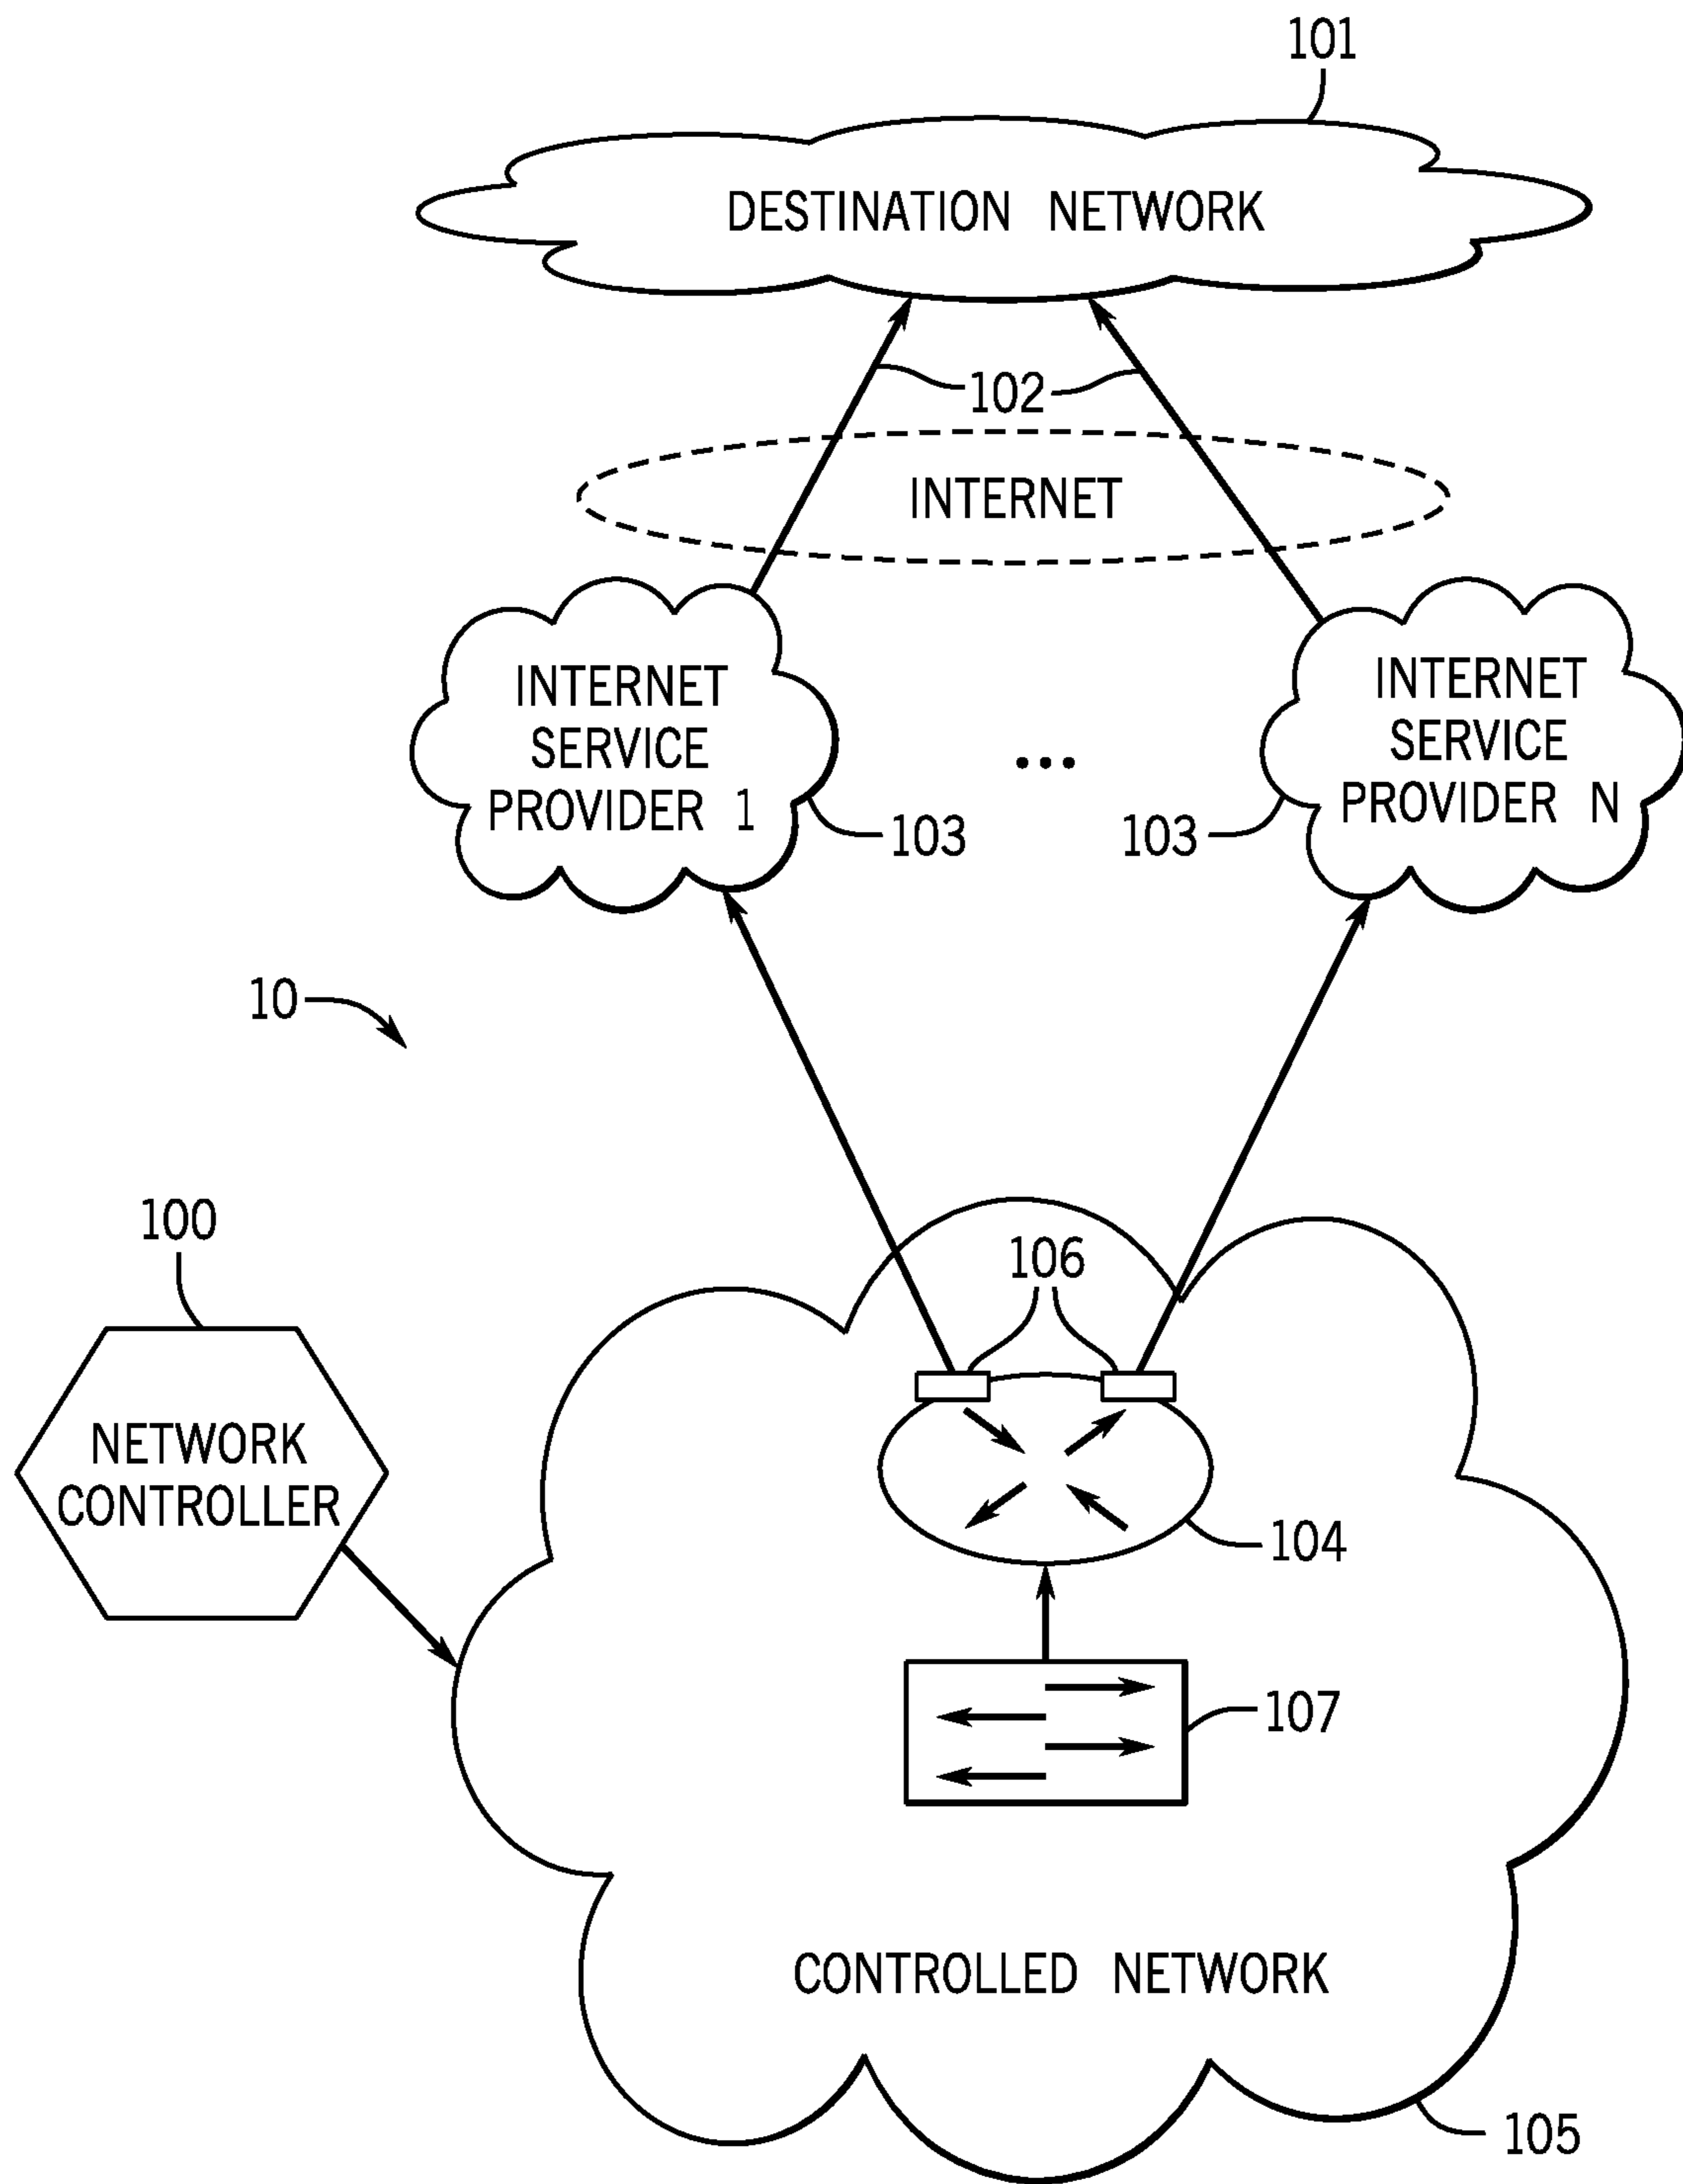 101
DESTINATION NETWORK
102
INTERNET
INTERNET
SERVICE
PROVIDER 1
103
...
103
INTERNET
SERVICE
PROVIDER N
10
100
NETWORK
CONTROLLER
106
104
107
CONTROLLED NETWORK
105